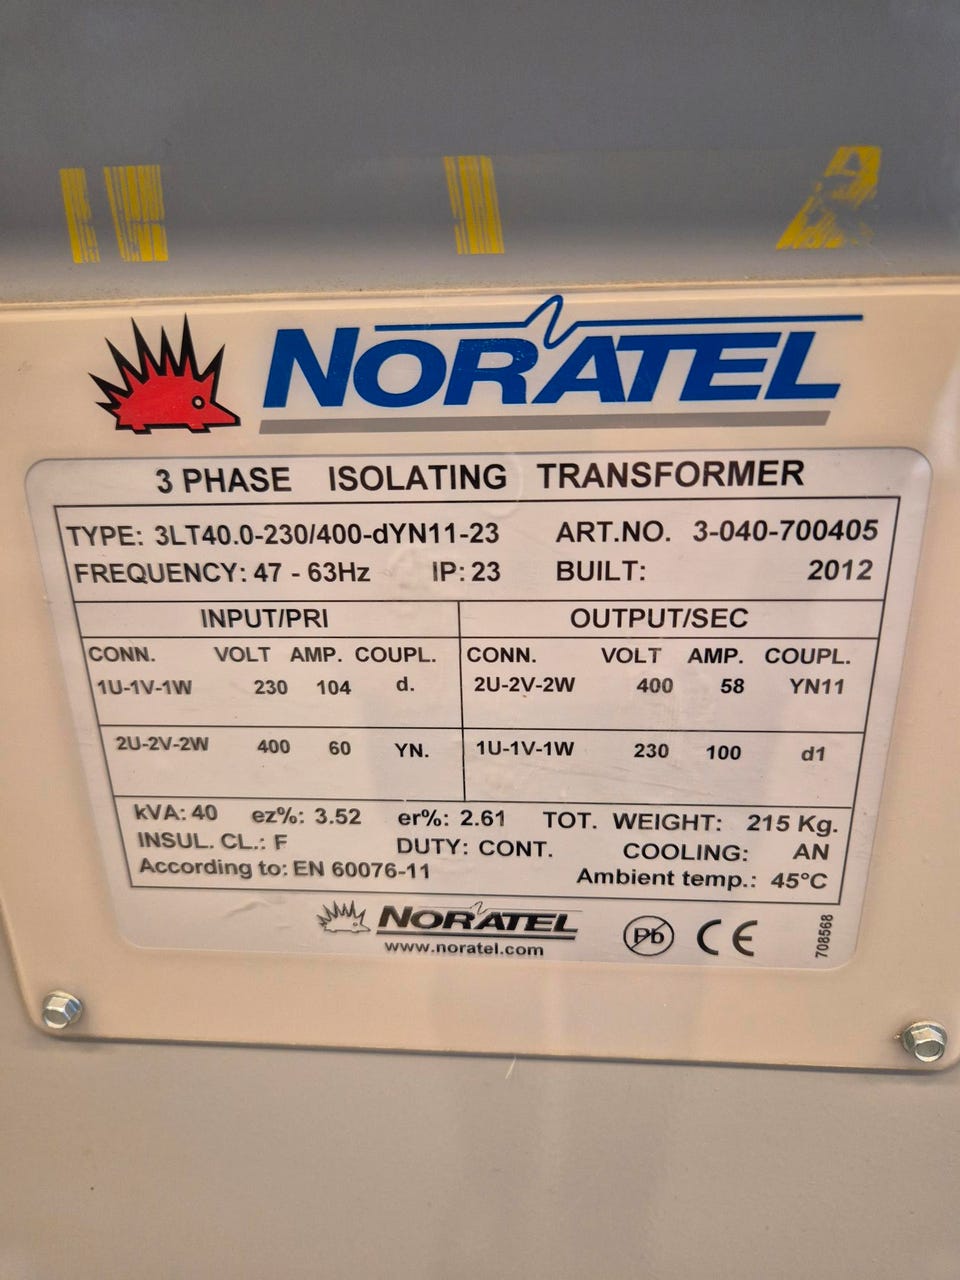 NORATEL
3 PHASE ISOLATING TRANSFORMER
TYPE: 3LT40.0-230/400-dYN11-23 ART.NO. 3-040-700405
FREQUENCY: 47 - 63Hz IP: 23 BUILT: 2012
INPUT/PRI OUTPUT/SEC
CONN. VOLT AMP. COUPL. CONN. VOLT AMP. COUPL.
1U-1V-1W 230 104 d. 2U-2V-2W 400 58 YN11
2U-2V-2W 400 60 YN. 1U-1V-1W 230 100 d1
kVA: 40 ez%: 3.52 er%: 2.61 TOT. WEIGHT: 215 Kg.
INSUL. CL.: F DUTY: CONT. COOLING: AN
According to: EN 60076-11 Ambient temp.: 45°C
NORATEL
www.noratel.com
Pb CE
708568